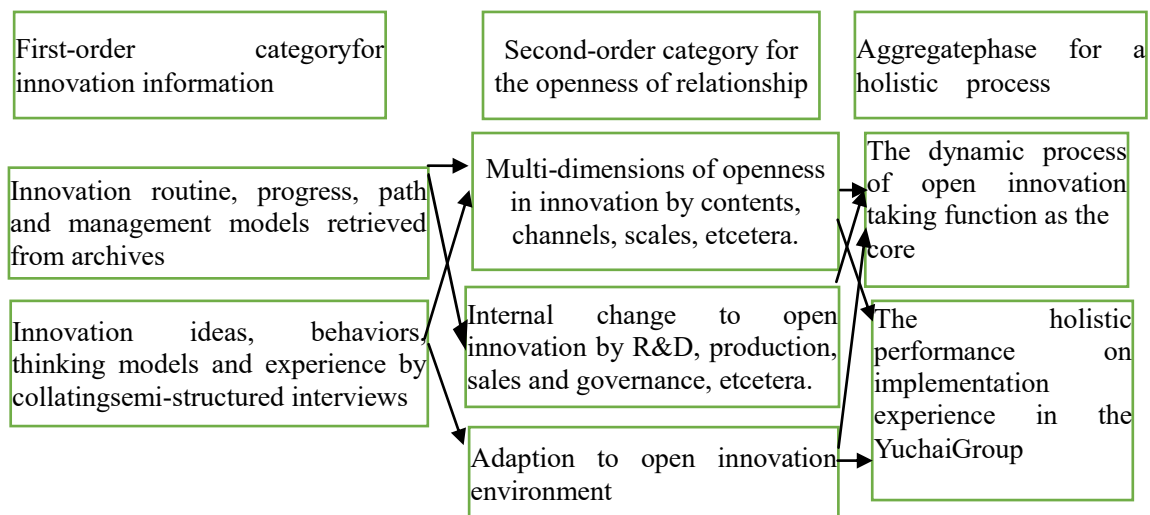 First-order categoryfor
innovation information
Second-order category for
the openness of relationship
Aggregatephase for a
holistic process
Innovation routine, progress, path
and management models retrieved
from archives
Innovation ideas, behaviors,
thinking models and experience by
collatingsemi-structured interviews
Multi-dimensions of openness
in innovation by contents,
channels, scales, etcetera.
Internal change to open
innovation by R&D, production,
sales and governance, etcetera.
Adaption to open innovation
environment
The dynamic process
of open innovation
taking function as the
core
The holistic
performance on
implementation
experience in the
YuchaiGroup